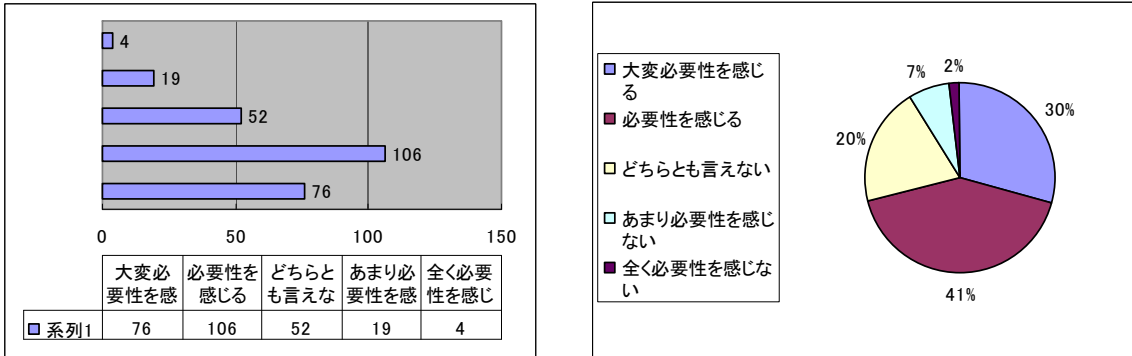 4
19
52
106
76
0 50 100 150
大変必 必要性を どちらと あまり必 全く必要
要性を感 感じる も言えな 要性を感 性を感じ
系列1 76 106 52 19 4
大変必要性を感じ
る
必要性を感じる
どちらとも言えない
あまり必要性を感じ
ない
全く必要性を感じな
い
2%
7%
30%
20%
41%